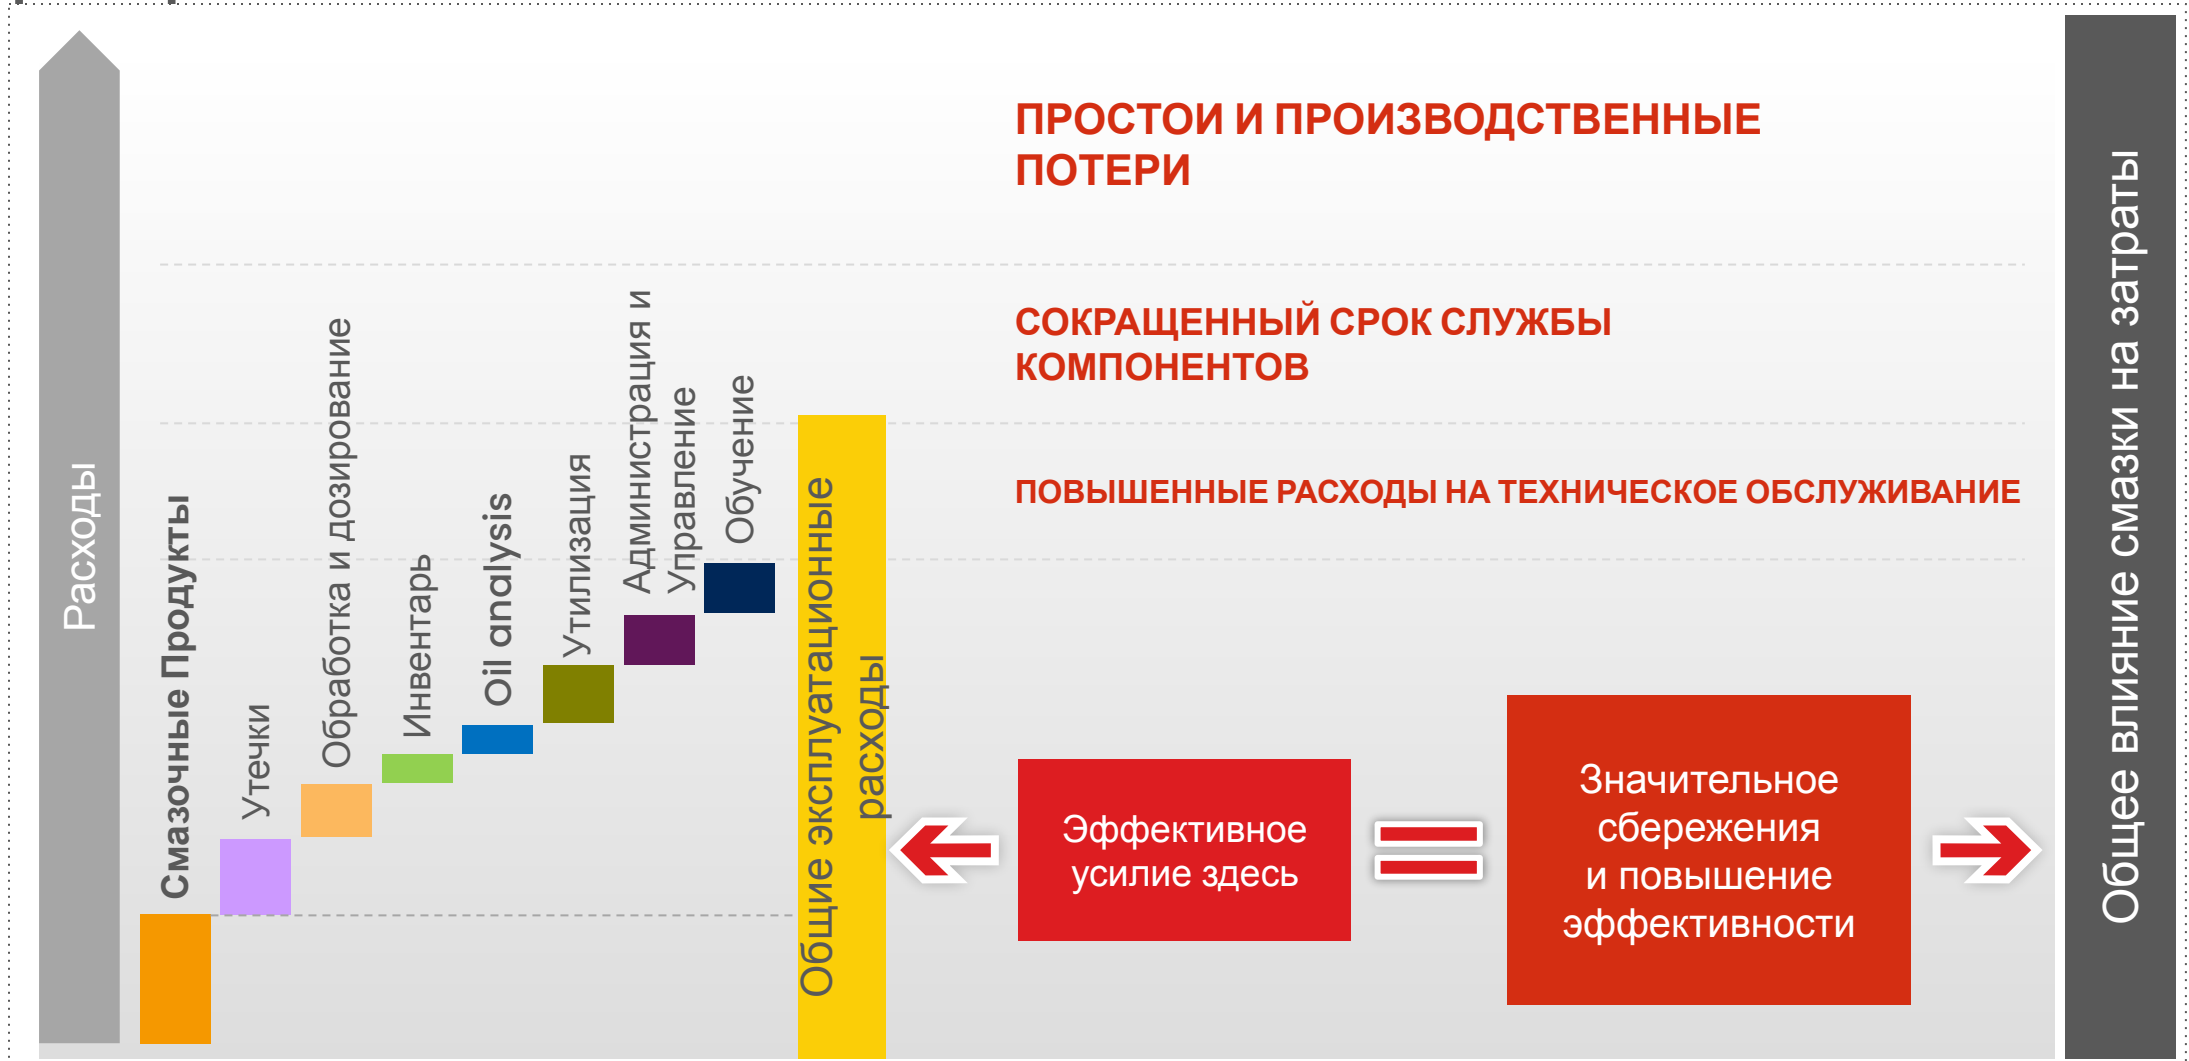 Расходы
Смазочные Продукты
Утечки
Обработка и дозирование
Инвентарь
Oil analysis
Утилизация
Администрация и
Управление
Обучение
Общие эксплуатационные
расходы
ПРОСТОИ И ПРОИЗВОДСТВЕННЫЕ
ПОТЕРИ
СОКРАЩЕННЫЙ СРОК СЛУЖБЫ
КОМПОНЕНТОВ
ПОВЫШЕННЫЕ РАСХОДЫ НА ТЕХНИЧЕСКОЕ ОБСЛУЖИВАНИЕ
Эффективное
усилие здесь
Значительное
сбережения
и повышение
эффективности
Общее влияние смазки на затраты